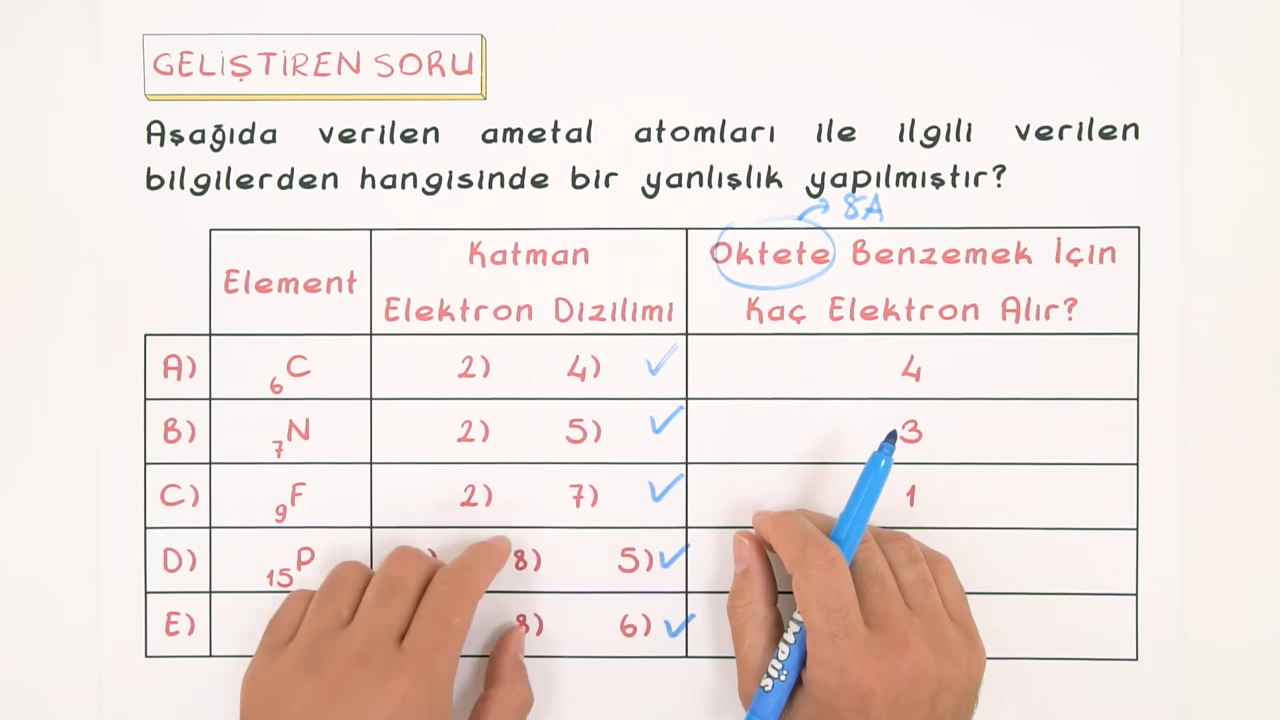 GELİŞTİREN SORU
Aşağıda verilen ametal atomları ile ilgili verilen
bilgilerden hangisinde bir yanlışlık yapılmıştır?
8A
Element
Katman
Elektron Dizilimi
Oktete Benzemek İçin
Kaç Elektron Alır?
A) 6C 2) 4) ✓ 4
B) 7N 2) 5) ✓ 3
C) 9F 2) 7) ✓ 1
D) 15P 8) 5) ✓
E) 8) 6) ✓